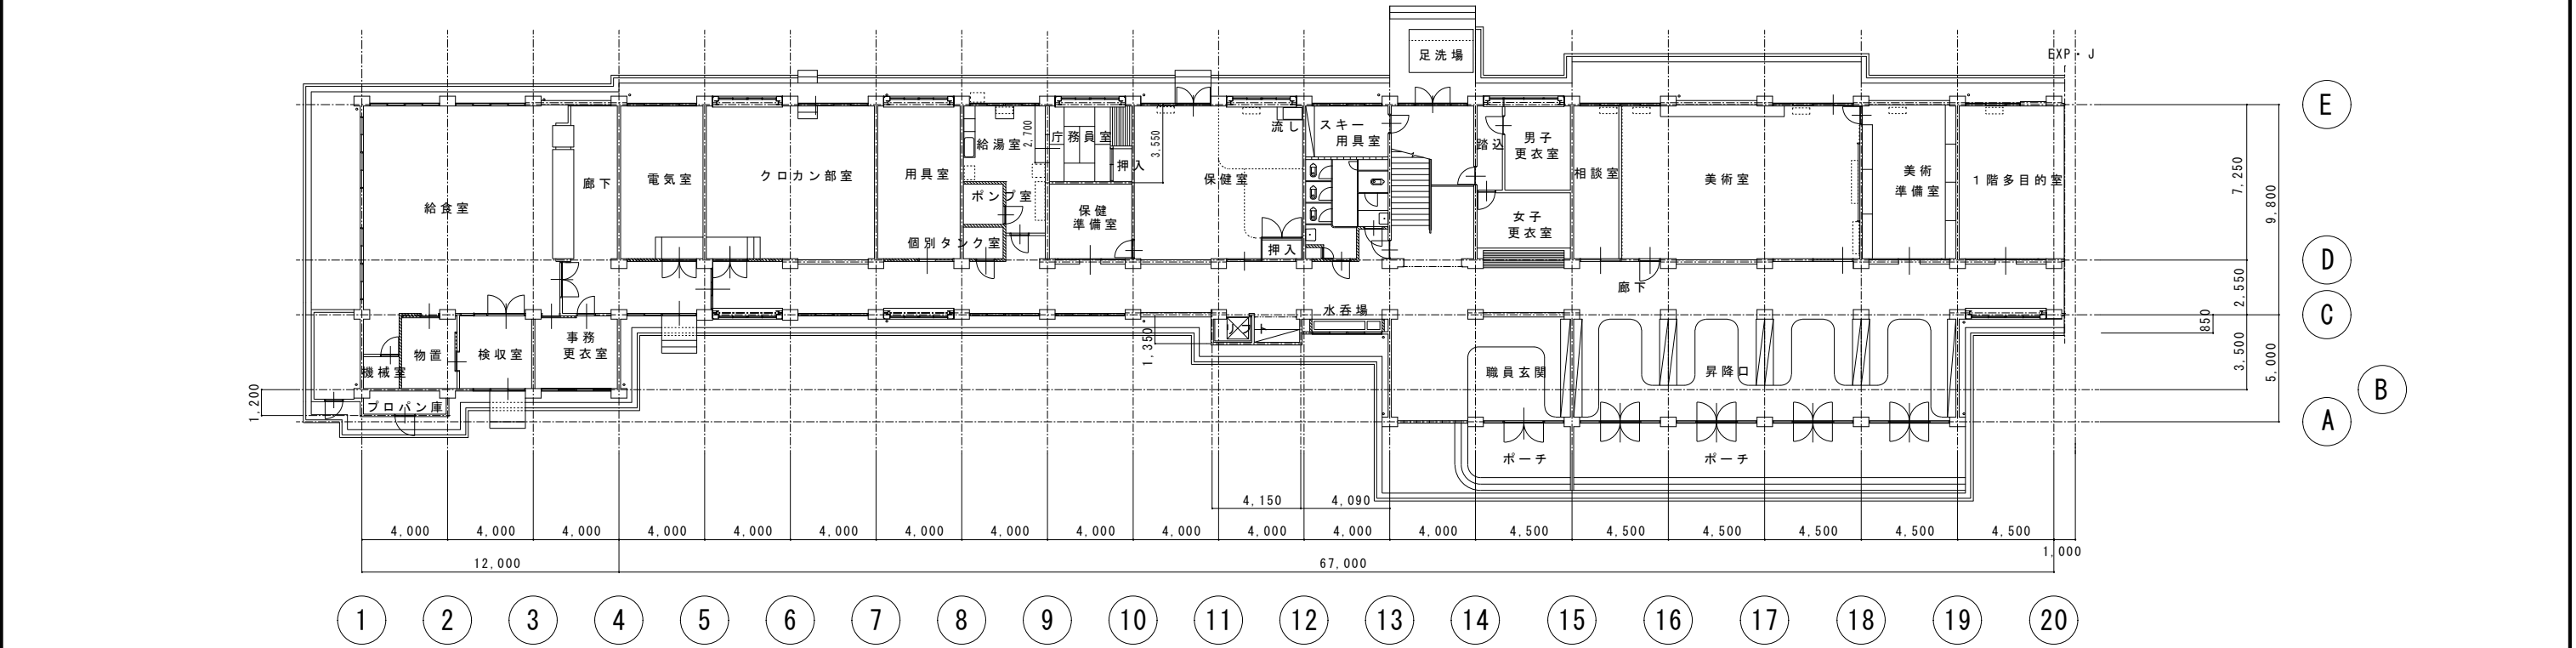 足洗場
EXP・J
E
流し
スキー
用具室
給湯室
2,700
庁務員室
3,550
押入
踏込
男子
更衣室
廊下
電気室
クロカン部室
用具室
保健室
相談室
美術室
美術
準備室
1階多目的室
7,250
9,800
給食室
ポンプ室
保健
準備室
女子
更衣室
個別タンク室
押入
D
廊下
2,550
水呑場
C
850
リフト
1,350
事務
更衣室
物置
検収室
機械室
職員玄関
昇降口
3,500
5,000
B
プロパン庫
1,200
A
ポーチ
ポーチ
4,150
4,090
4,000
4,000
4,000
4,000
4,000
4,000
4,000
4,000
4,000
4,000
4,000
4,000
4,000
4,500
4,500
4,500
4,500
4,500
4,500
1,000
12,000
67,000
1
2
3
4
5
6
7
8
9
10
11
12
13
14
15
16
17
18
19
20